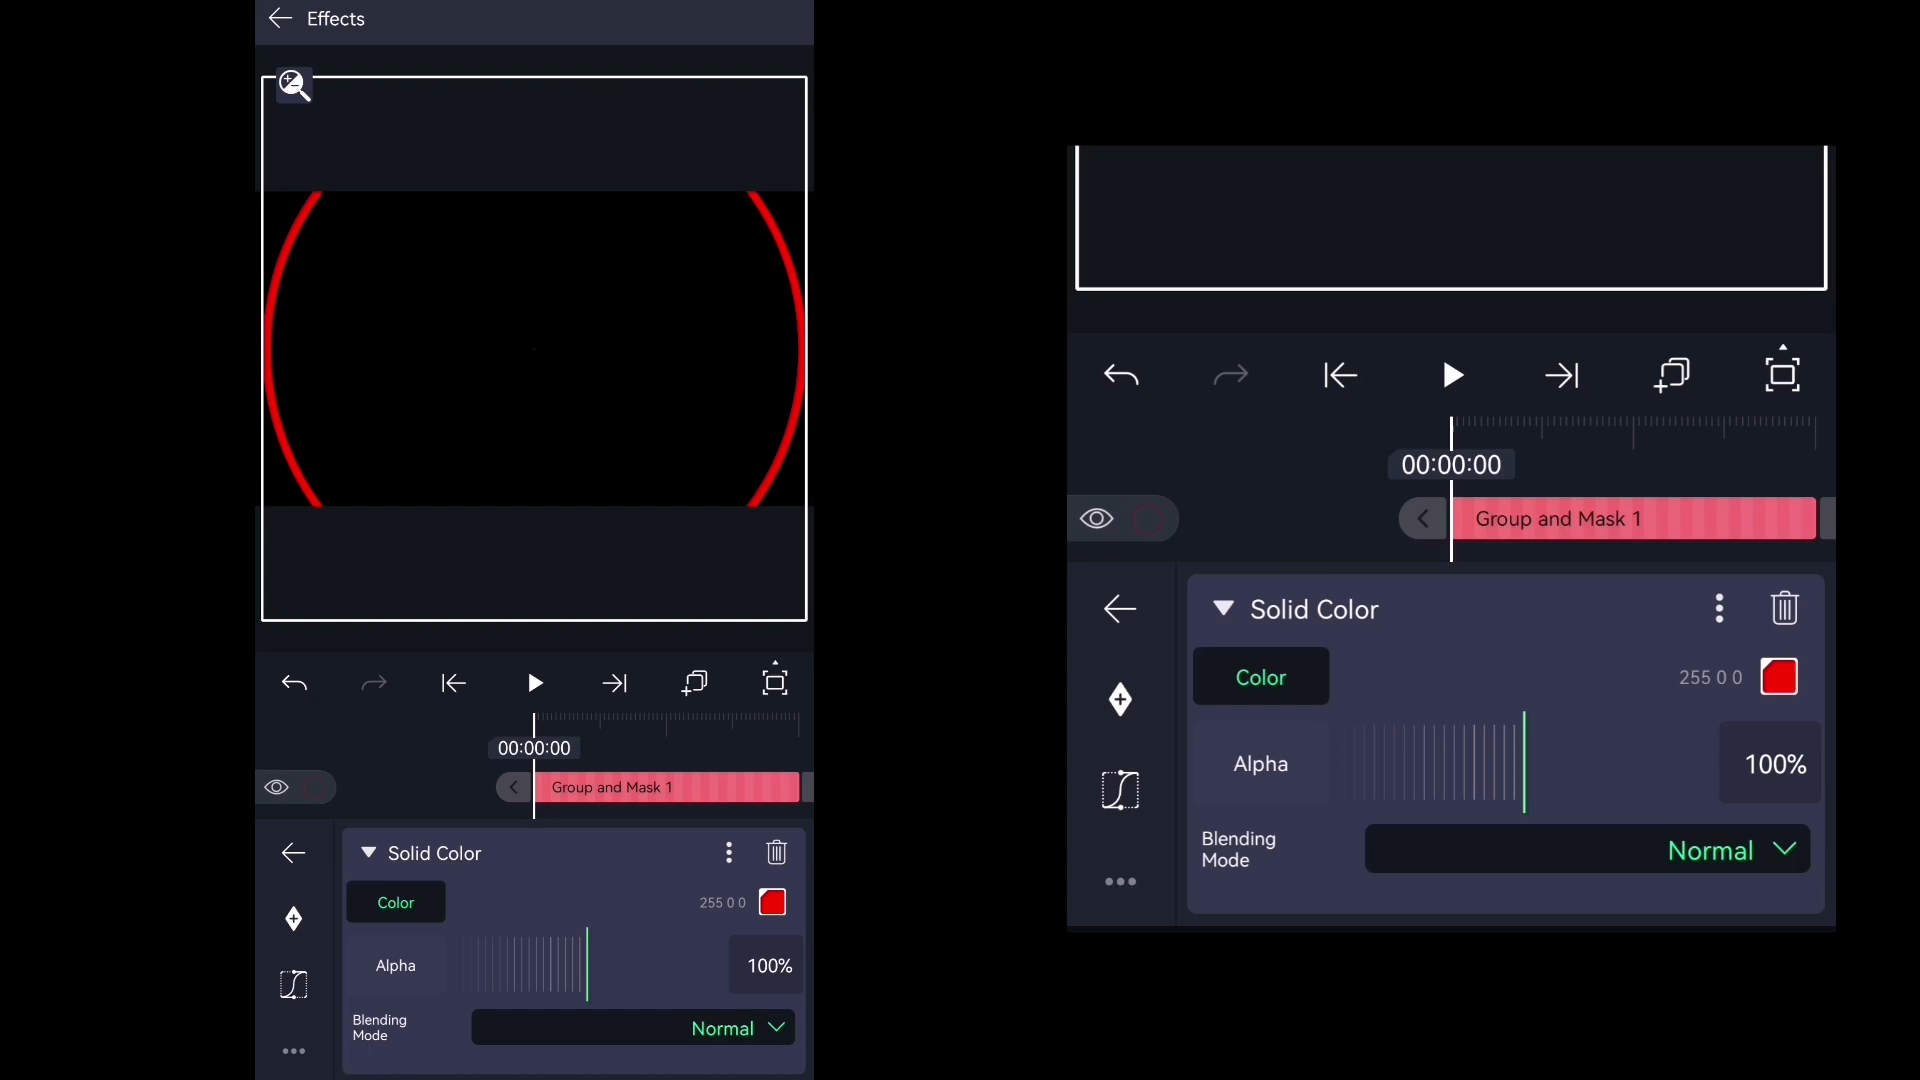 Effects
00:00:00
Group and Mask 1
Solid Color
Color
255 0 0
Alpha
100%
Blending
Mode
Normal
00:00:00
Group and Mask 1
Solid Color
Color
255 0 0
Alpha
100%
Blending
Mode
Normal